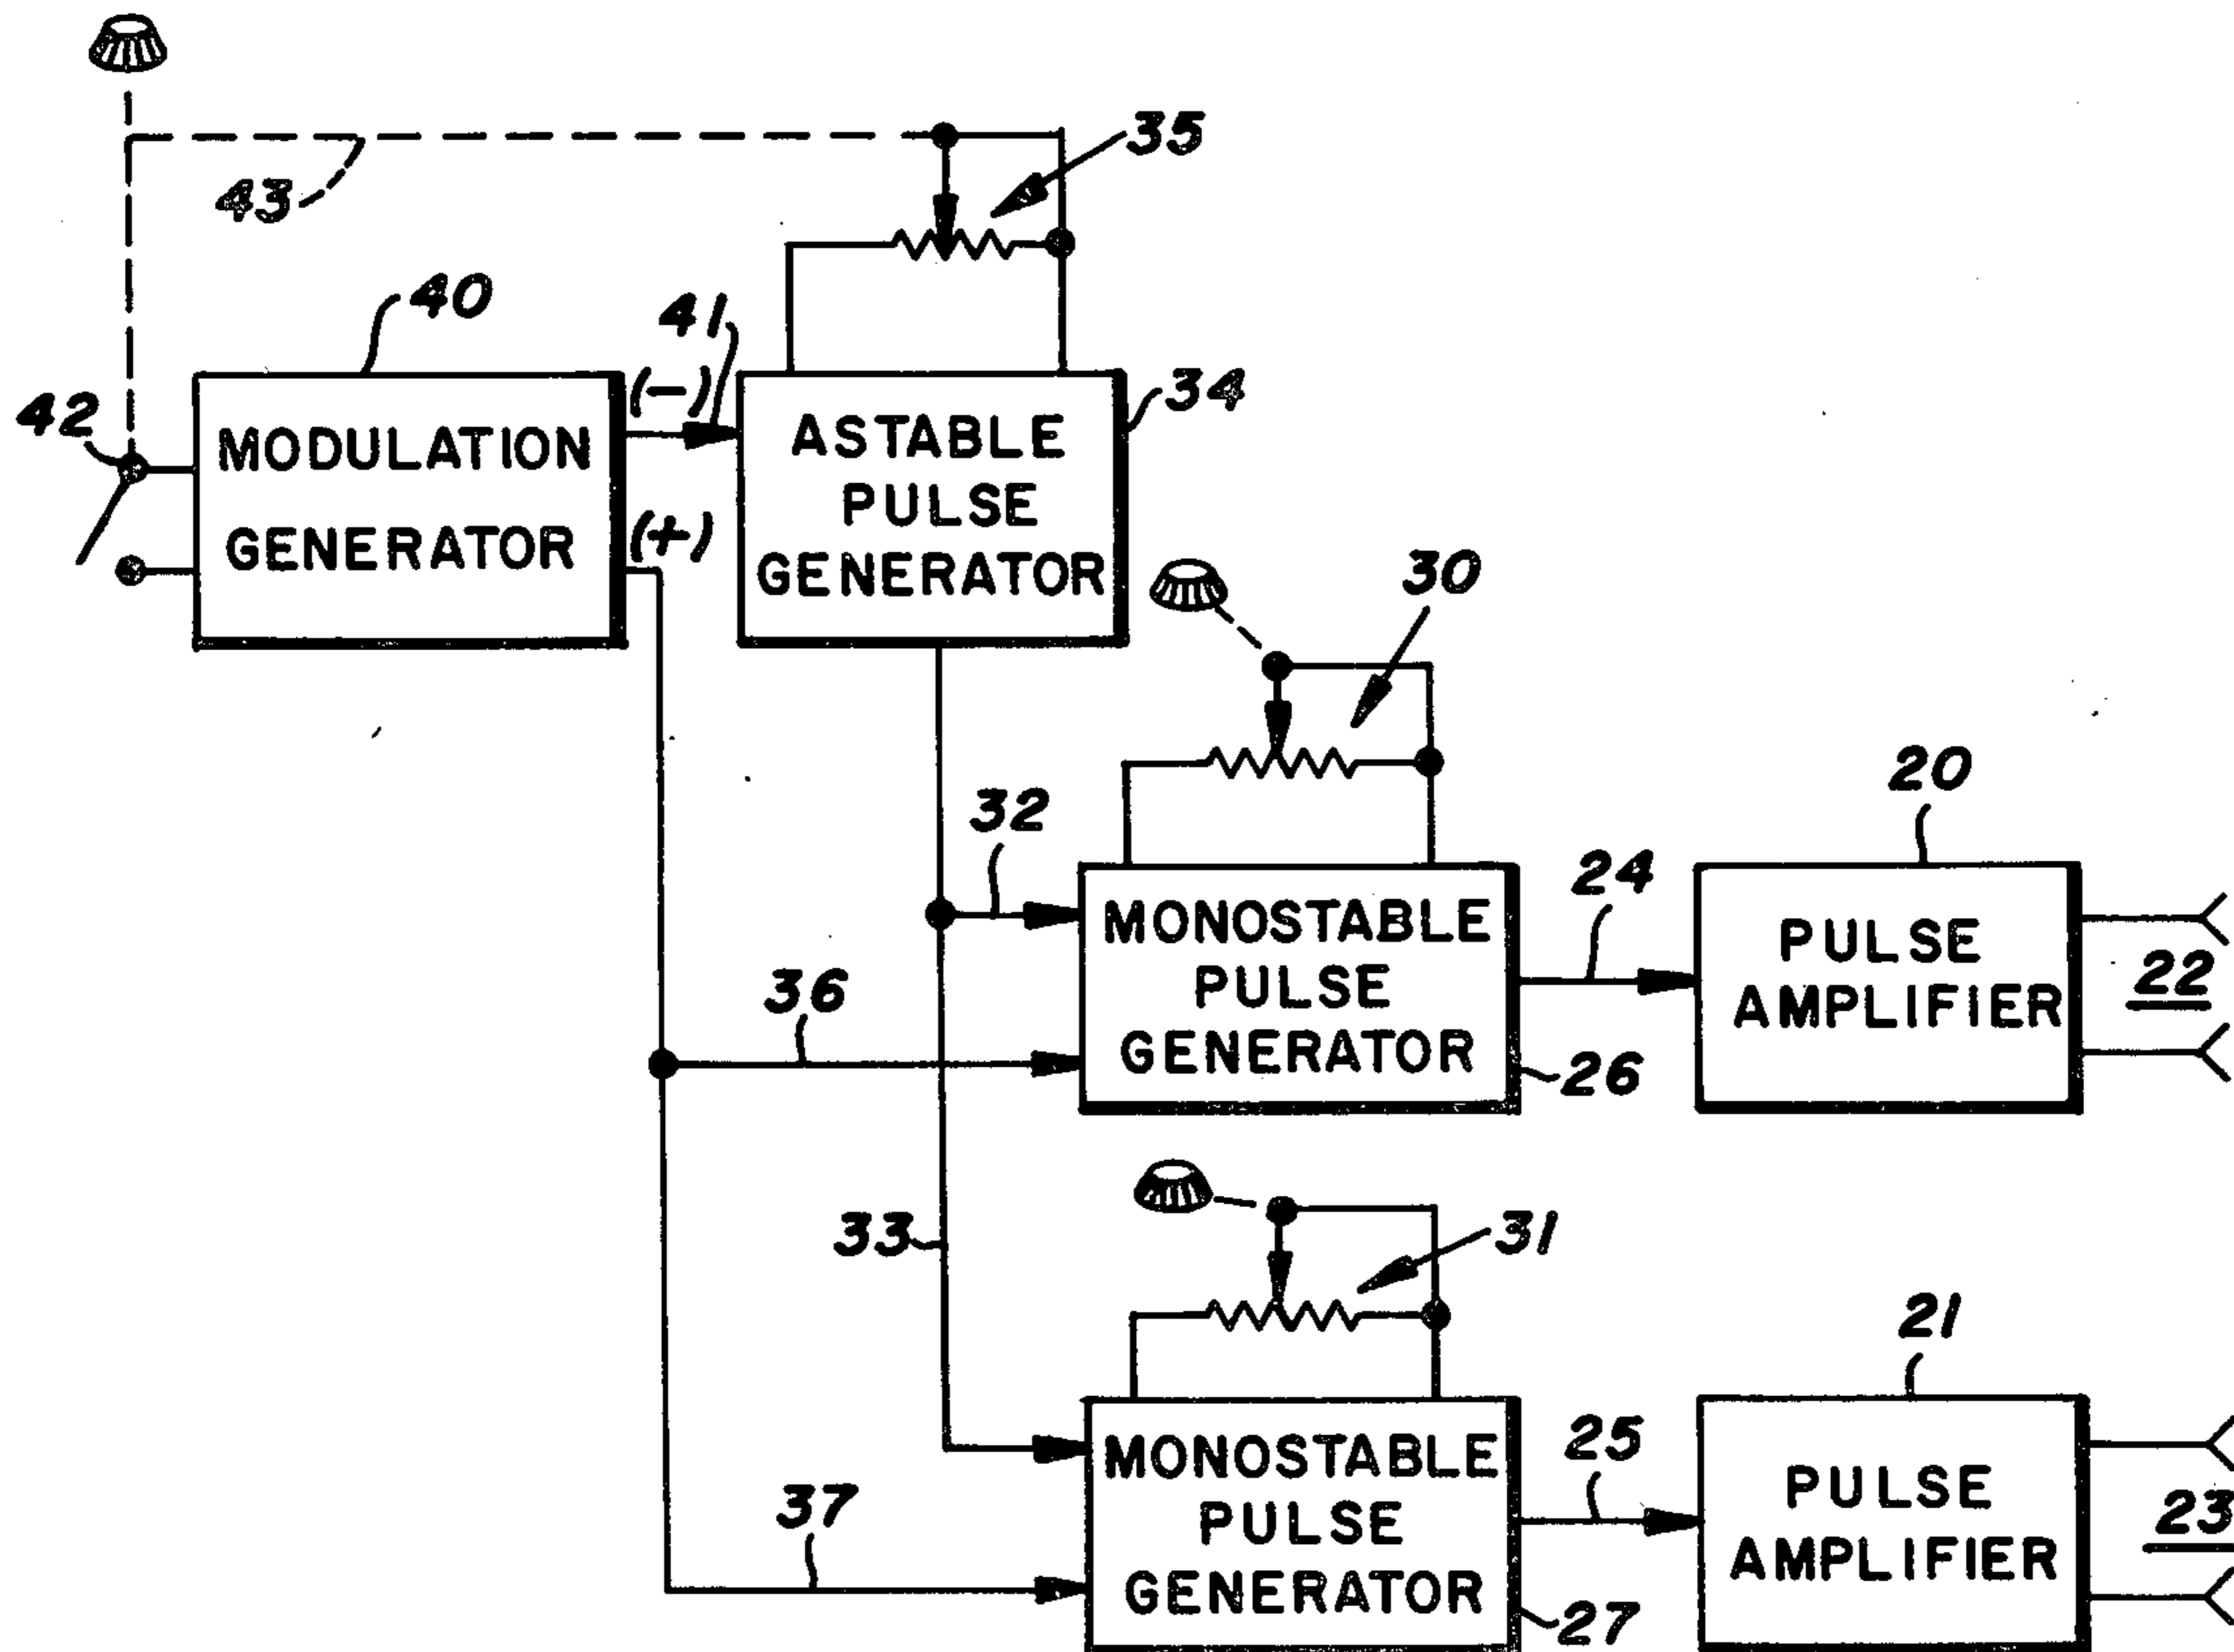 35
43
40
41
(-)
34
42
MODULATION
GENERATOR
(+)
ASTABLE
PULSE
GENERATOR
30
20
32
24
MONOSTABLE
PULSE
GENERATOR
PULSE
AMPLIFIER
22
36
26
33
31
21
25
MONOSTABLE
PULSE
GENERATOR
PULSE
AMPLIFIER
23
37
27